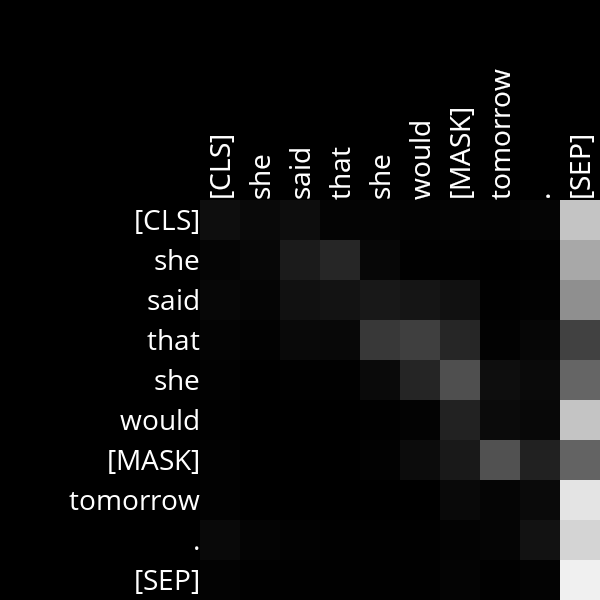 [CLS] she said that she would [MASK] tomorrow . [SEP]
[CLS]
she
said
that
she
would
[MASK]
tomorrow
.
[SEP]